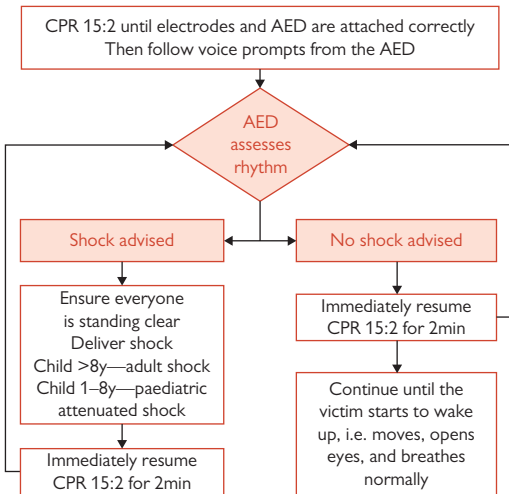 CPR 15:2 until electrodes and AED are attached correctly
Then follow voice prompts from the AED
AED
assesses
rhythm
Shock advised
No shock advised
Ensure everyone
is standing clear
Deliver shock
Child >8y—adult shock
Child 1–8y—paediatric
attenuated shock
Immediately resume
CPR 15:2 for 2min
Immediately resume
CPR 15:2 for 2min
Continue until the
victim starts to wake
up, i.e. moves, opens
eyes, and breathes
normally